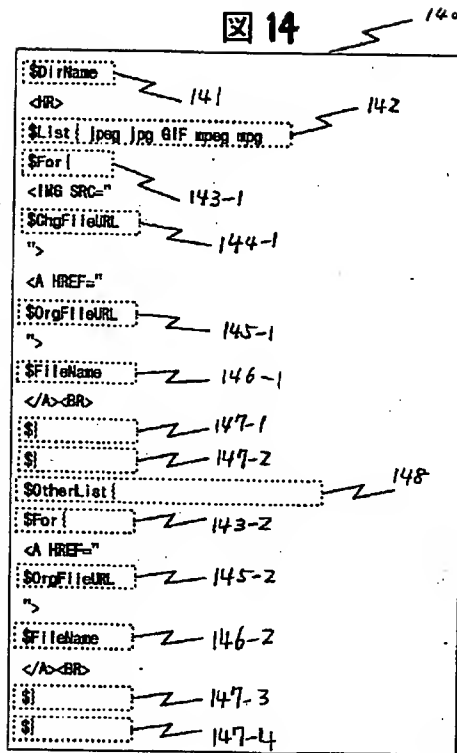 図14
140
$DirName
141
<HR>
142
$List{ jpeg jpg GIF mpeg mpg
$For{
143-1
<IMG SRC="
$ChgFileURL
144-1
">
<A HREF="
$OrgFileURL
145-1
">
$FileName
146-1
</A><BR>
$}
147-1
$}
147-2
$OtherList{
148
$For{
143-2
<A HREF="
$OrgFileURL
145-2
">
$FileName
146-2
</A><BR>
$}
147-3
$}
147-4